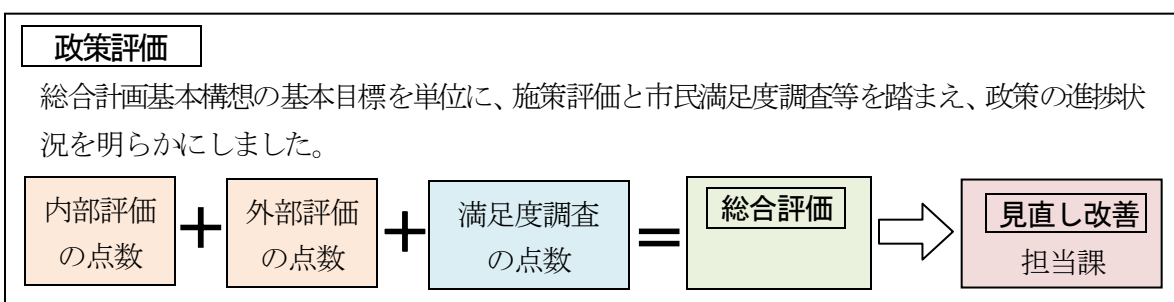 政策評価
総合計画基本構想の基本目標を単位に、施策評価と市民満足度調査等を踏まえ、政策の進捗状
況を明らかにしました。
内部評価
の点数
+
外部評価
の点数
+
満足度調査
の点数
=
総合評価
見直し改善
担当課